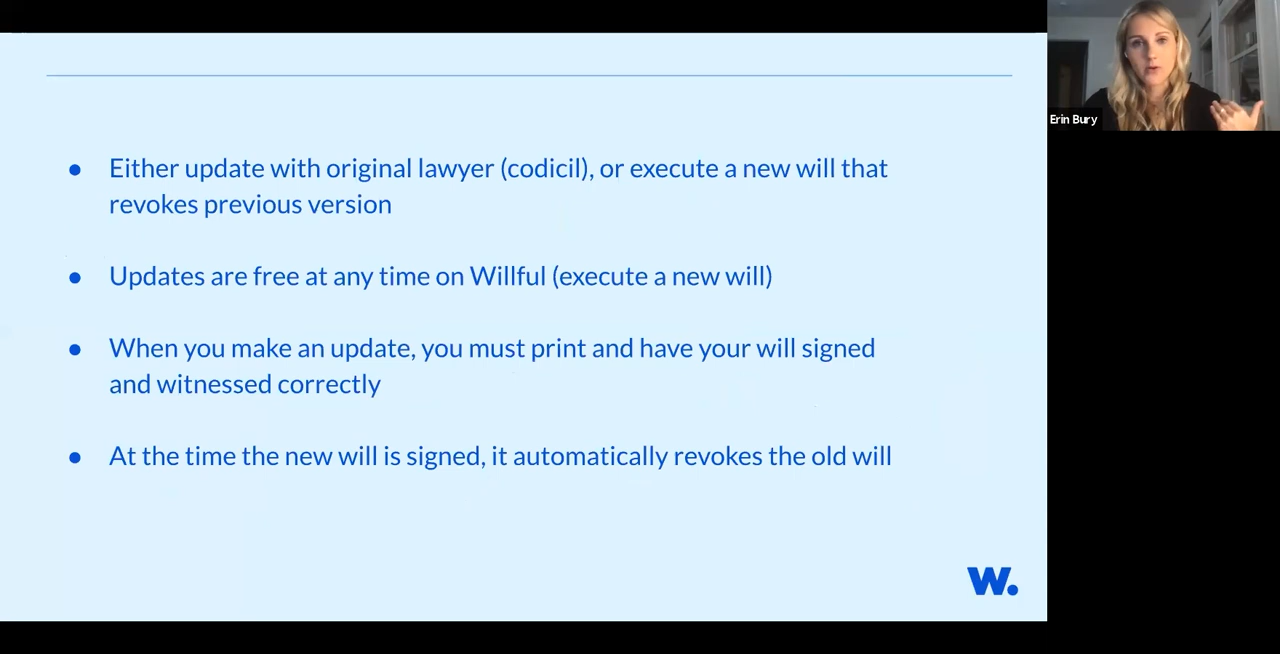 Erin Bury
● Either update with original lawyer (codicil), or execute a new will that
revokes previous version
● Updates are free at any time on Willful (execute a new will)
● When you make an update, you must print and have your will signed
and witnessed correctly
● At the time the new will is signed, it automatically revokes the old will
W.